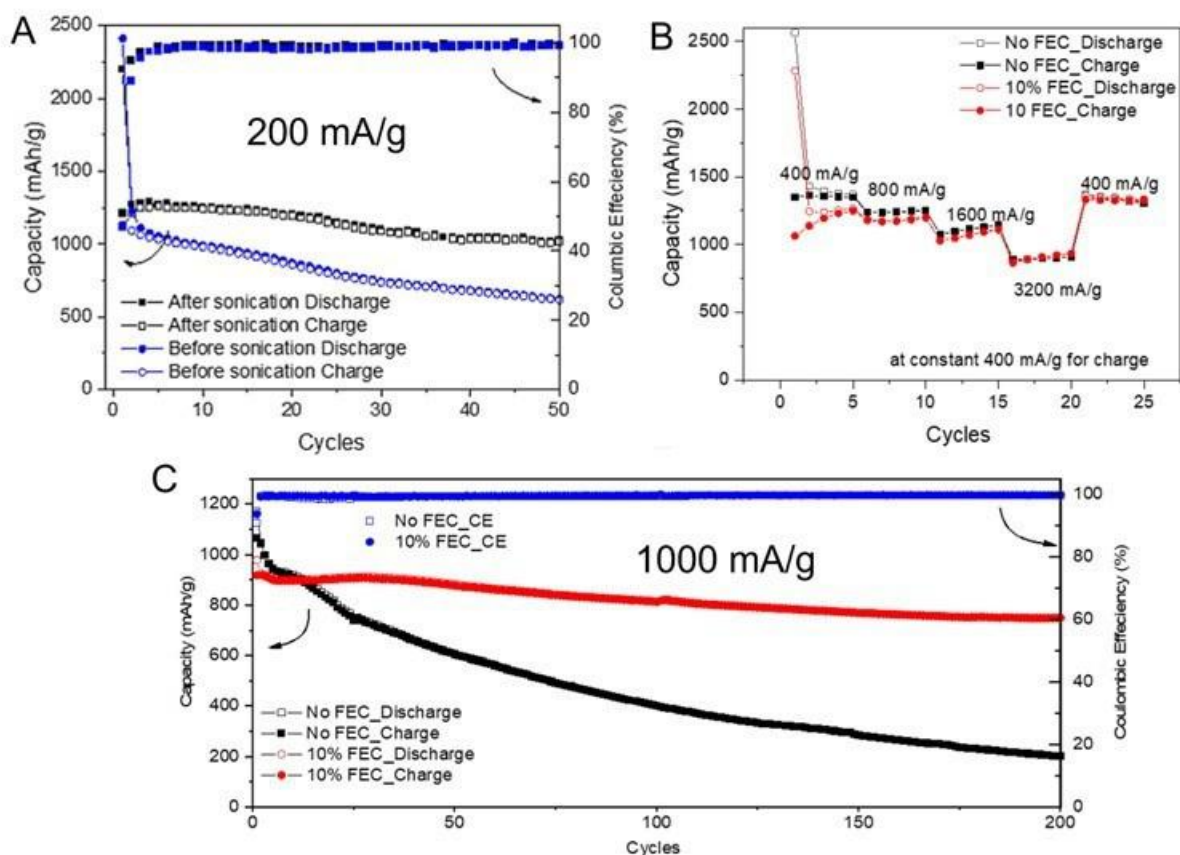 A
2500
2000
1500
1000
500
0
Capacity (mAh/g)
200 mA/g
After sonication Discharge
After sonication Charge
Before sonication Discharge
Before sonication Charge
0 10 20 30 40 50
Cycles
100
80
60
40
20
0
Columbic Effeciency (%)
B
2500
2000
1500
1000
500
0
Capacity (mAh/g)
No FEC_Discharge
No FEC_Charge
10% FEC_Discharge
10 FEC_Charge
400 mA/g
800 mA/g
1600 mA/g
3200 mA/g
400 mA/g
at constant 400 mA/g for charge
0 5 10 15 20 25
Cycles
C
1200
1000
800
600
400
200
0
Capacity (mAh/g)
No FEC_CE
10% FEC_CE
1000 mA/g
No FEC_Discharge
No FEC_Charge
10% FEC_Discharge
10% FEC_Charge
0 50 100 150 200
Cycles
100
80
60
40
20
0
Coulombic Effeciency (%)